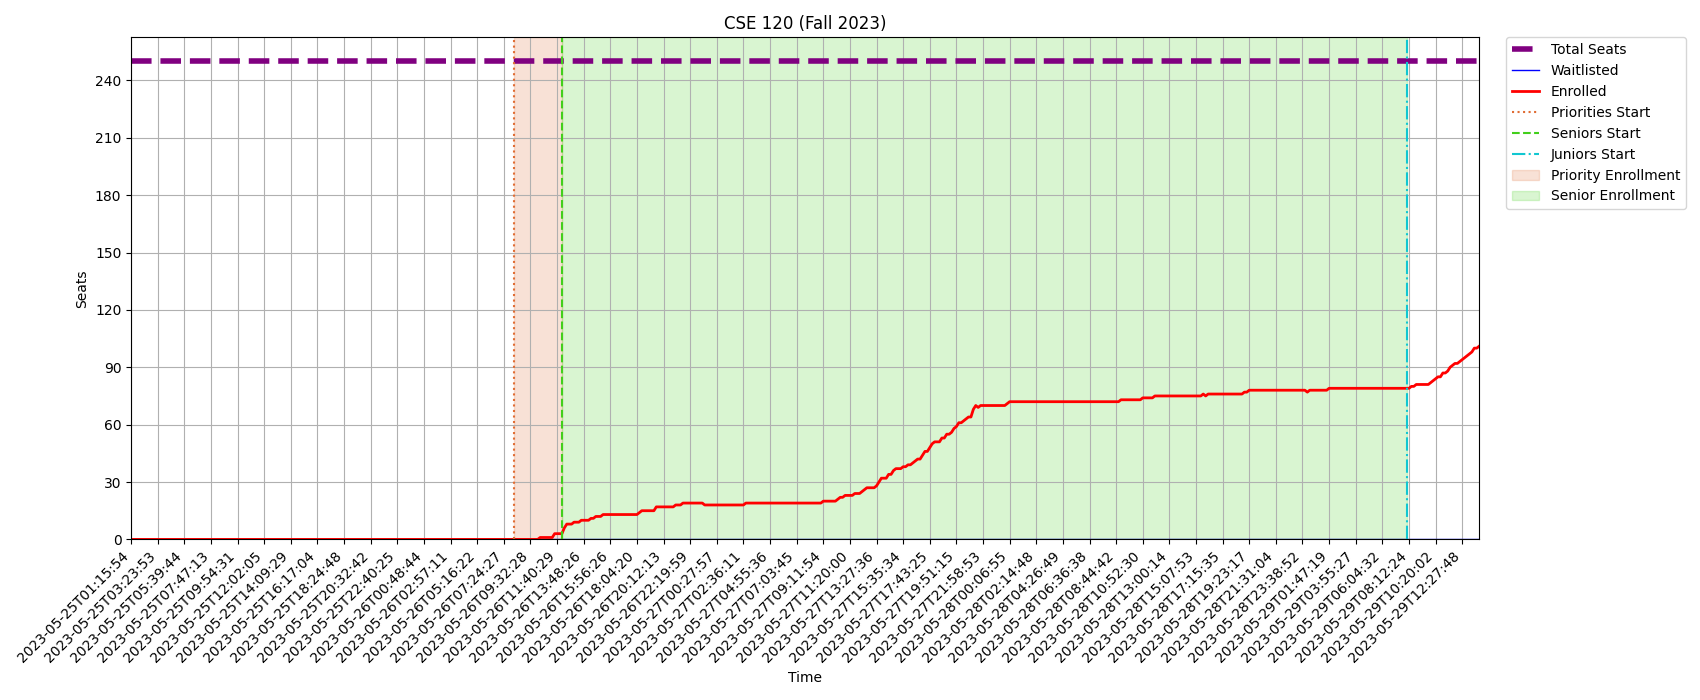 CSE 120 (Fall 2023)
Total Seats
Waitlisted
Enrolled
Priorities Start
Seniors Start
Juniors Start
Priority Enrollment
Senior Enrollment
Seats
240
210
180
150
120
90
60
30
0
2023-05-25T01:15:54
2023-05-25T03:23:53
2023-05-25T05:39:44
2023-05-25T07:47:13
2023-05-25T09:54:31
2023-05-25T12:02:05
2023-05-25T14:09:29
2023-05-25T16:17:04
2023-05-25T18:24:48
2023-05-25T20:32:42
2023-05-25T22:40:25
2023-05-26T00:48:44
2023-05-26T02:57:11
2023-05-26T05:16:22
2023-05-26T07:24:27
2023-05-26T09:32:28
2023-05-26T11:40:29
2023-05-26T13:48:26
2023-05-26T15:56:26
2023-05-26T18:04:20
2023-05-26T20:12:13
2023-05-26T22:19:59
2023-05-27T00:27:57
2023-05-27T02:36:11
2023-05-27T04:55:36
2023-05-27T07:03:45
2023-05-27T09:11:54
2023-05-27T11:20:00
2023-05-27T13:27:36
2023-05-27T15:35:34
2023-05-27T17:43:25
2023-05-27T19:51:15
2023-05-27T21:58:53
2023-05-28T00:06:55
2023-05-28T02:14:48
2023-05-28T04:26:49
2023-05-28T06:36:38
2023-05-28T08:44:42
2023-05-28T10:52:30
2023-05-28T13:00:14
2023-05-28T15:07:53
2023-05-28T17:15:35
2023-05-28T19:23:17
2023-05-28T21:31:04
2023-05-28T23:38:52
2023-05-29T01:47:19
2023-05-29T03:55:27
2023-05-29T06:04:32
2023-05-29T08:12:24
2023-05-29T10:20:02
2023-05-29T12:27:48
Time